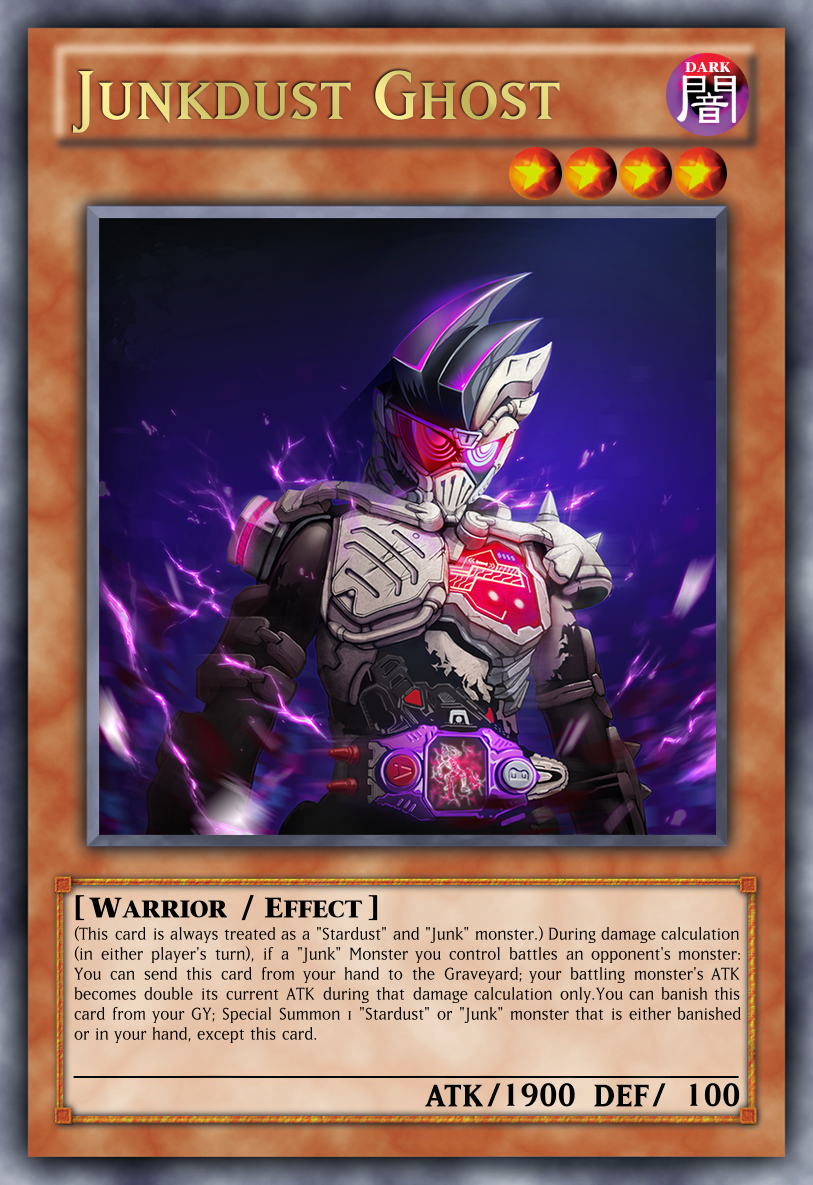 Junkdust Ghost
DARK
闇
[ Warrior / Effect ]
(This card is always treated as a "Stardust" and "Junk" monster.) During damage calculation
(in either player's turn), if a "Junk" Monster you control battles an opponent's monster:
You can send this card from your hand to the Graveyard; your battling monster's ATK
becomes double its current ATK during that damage calculation only.You can banish this
card from your GY; Special Summon 1 "Stardust" or "Junk" monster that is either banished
or in your hand, except this card.
ATK/1900 DEF/ 100